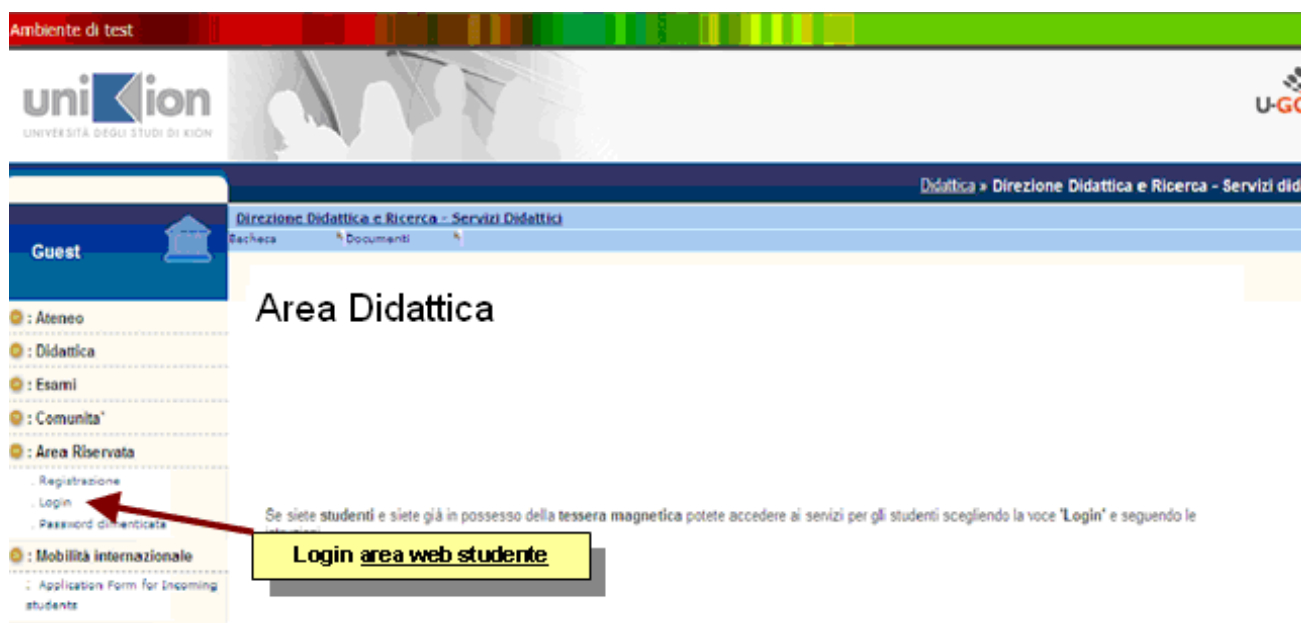 Ambiente di test
uniKion
UNIVERSITÀ DEGLI STUDI DI KION
U-GO
Didattica » Direzione Didattica e Ricerca - Servizi did
Direzione Didattica e Ricerca - Servizi Didattici
Bacheca Documenti
Guest
Area Didattica
: Ateneo
: Didattica
: Esami
: Comunita'
: Area Riservata
. Registrazione
. Login
. Password dimenticata
Se siete studenti e siete già in possesso della tessera magnetica potete accedere ai servizi per gli studenti scegliendo la voce 'Login' e seguendo le
Login area web studente
: Mobilità internazionale
: Application Form for Incoming
students